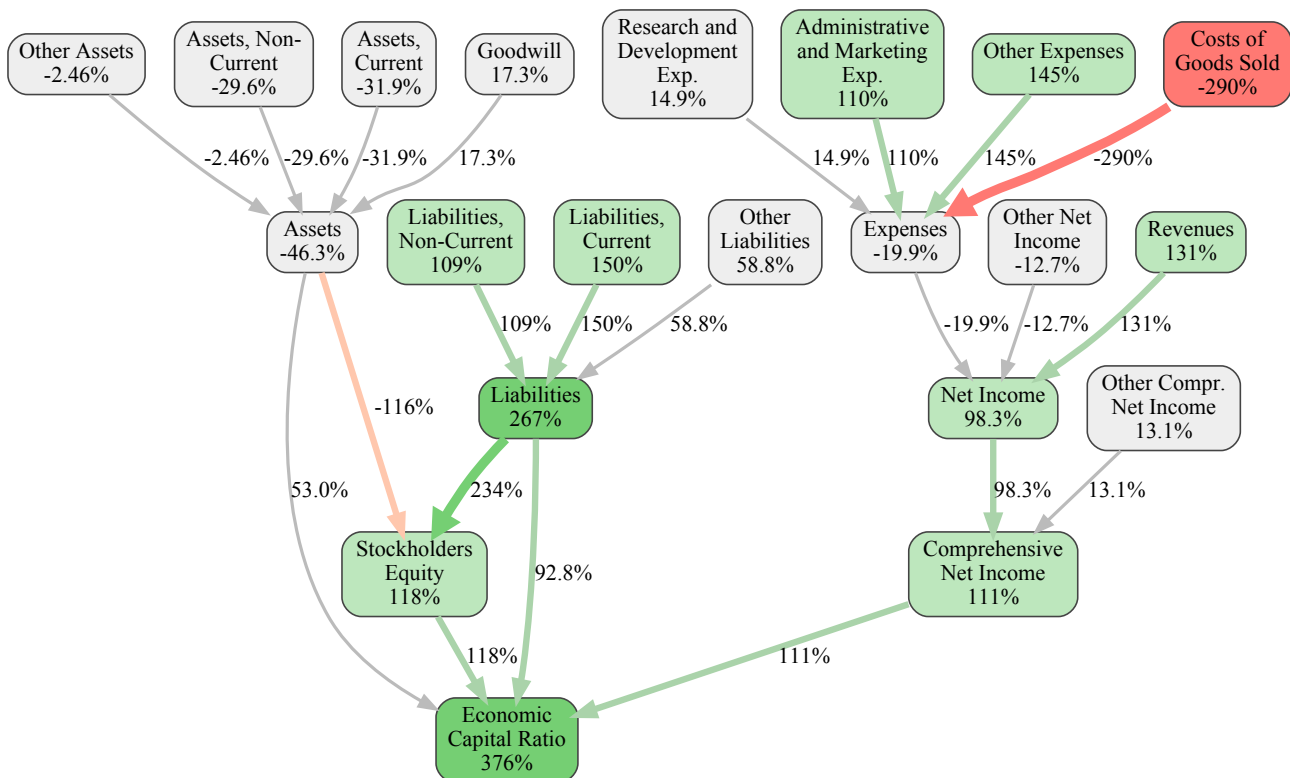 Other Assets
-2.46%
Assets, Non-
Current
-29.6%
Assets,
Current
-31.9%
Goodwill
17.3%
Research and
Development
Exp.
14.9%
Administrative
and Marketing
Exp.
110%
Other Expenses
145%
Costs of
Goods Sold
-290%
-2.46%
-29.6%
-31.9%
17.3%
14.9%
110%
145%
-290%
Assets
-46.3%
Liabilities,
Non-Current
109%
Liabilities,
Current
150%
Other
Liabilities
58.8%
Expenses
-19.9%
Other Net
Income
-12.7%
Revenues
131%
109%
150%
58.8%
-19.9%
-12.7%
131%
-116%
Liabilities
267%
Net Income
98.3%
Other Compr.
Net Income
13.1%
53.0%
234%
98.3%
13.1%
Stockholders
Equity
118%
92.8%
Comprehensive
Net Income
111%
118%
111%
Economic
Capital Ratio
376%